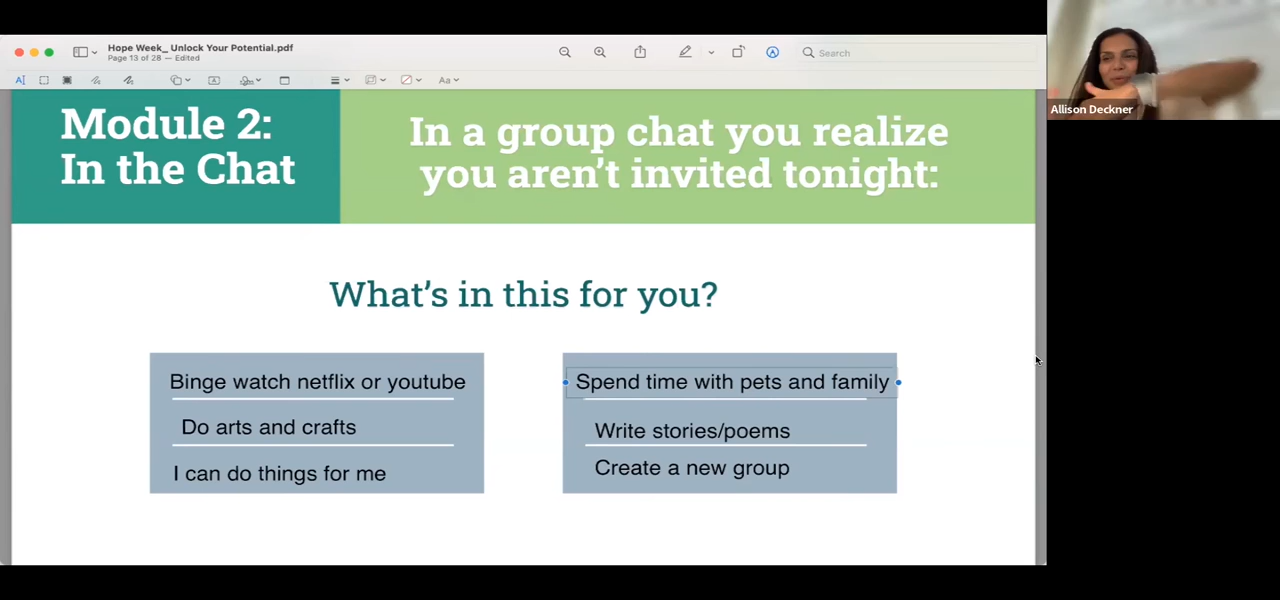 Hope Week_ Unlock Your Potential.pdf
Page 13 of 28 — Edited
Search
A
Aa
Allison Deckner
Module 2:
In the Chat
In a group chat you realize
you aren't invited tonight:
What's in this for you?
Binge watch netflix or youtube
Do arts and crafts
I can do things for me
Spend time with pets and family
Write stories/poems
Create a new group